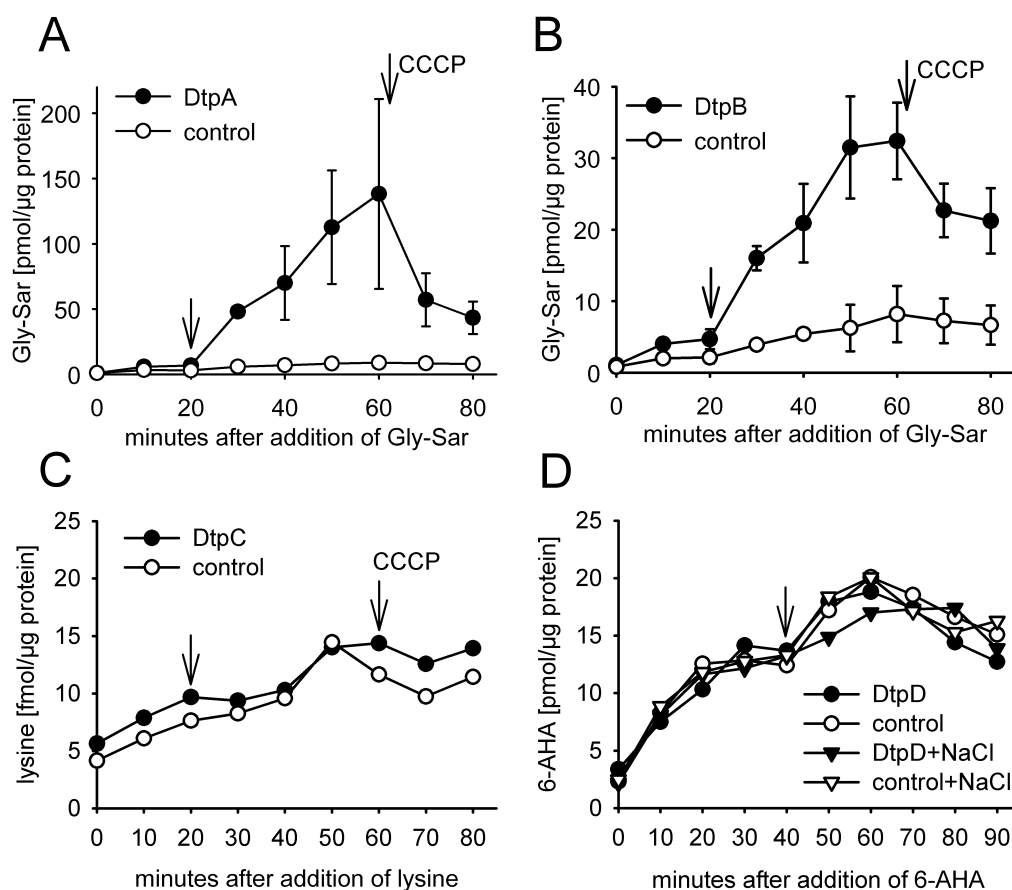 A
CCCP
DtpA
control
200
150
100
50
0
Gly-Sar [pmol/µg protein]
0 20 40 60 80
minutes after addition of Gly-Sar
B
CCCP
DtpB
control
40
30
20
10
0
Gly-Sar [pmol/µg protein]
0 20 40 60 80
minutes after addition of Gly-Sar
C
DtpC
control
CCCP
25
20
15
10
5
0
lysine [fmol/µg protein]
0 10 20 30 40 50 60 70 80
minutes after addition of lysine
D
25
20
15
10
5
0
6-AHA [pmol/µg protein]
DtpD
control
DtpD+NaCl
control+NaCl
0 10 20 30 40 50 60 70 80 90
minutes after addition of 6-AHA